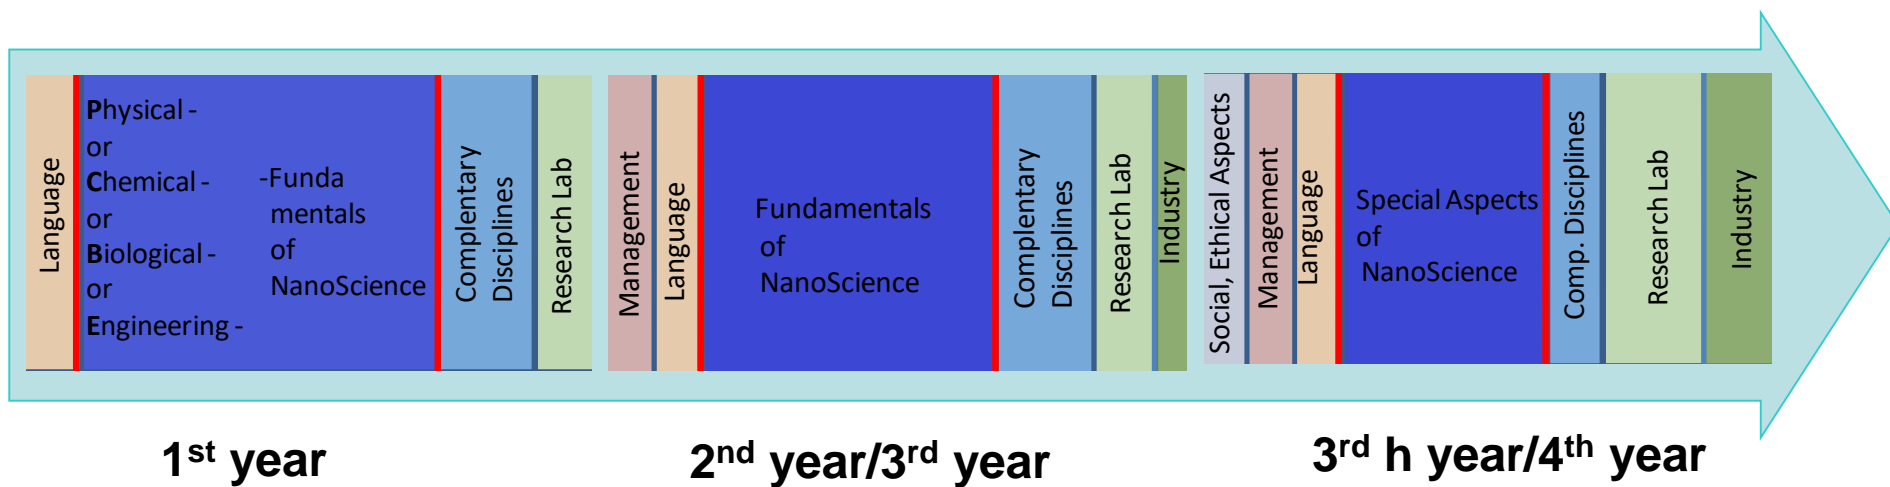 Language
Physical -
or
Chemical -
or
Biological -
or
Engineering -
-Funda
mentals
of
NanoScience
Complentary
Disciplines
Research Lab
Management
Language
Fundamentals
of
NanoScience
Complentary
Disciplines
Research Lab
Industry
Social, Ethical Aspects
Management
Language
Special Aspects
of
NanoScience
Comp. Disciplines
Research Lab
Industry
1st year
2nd year/3rd year
3rd h year/4th year